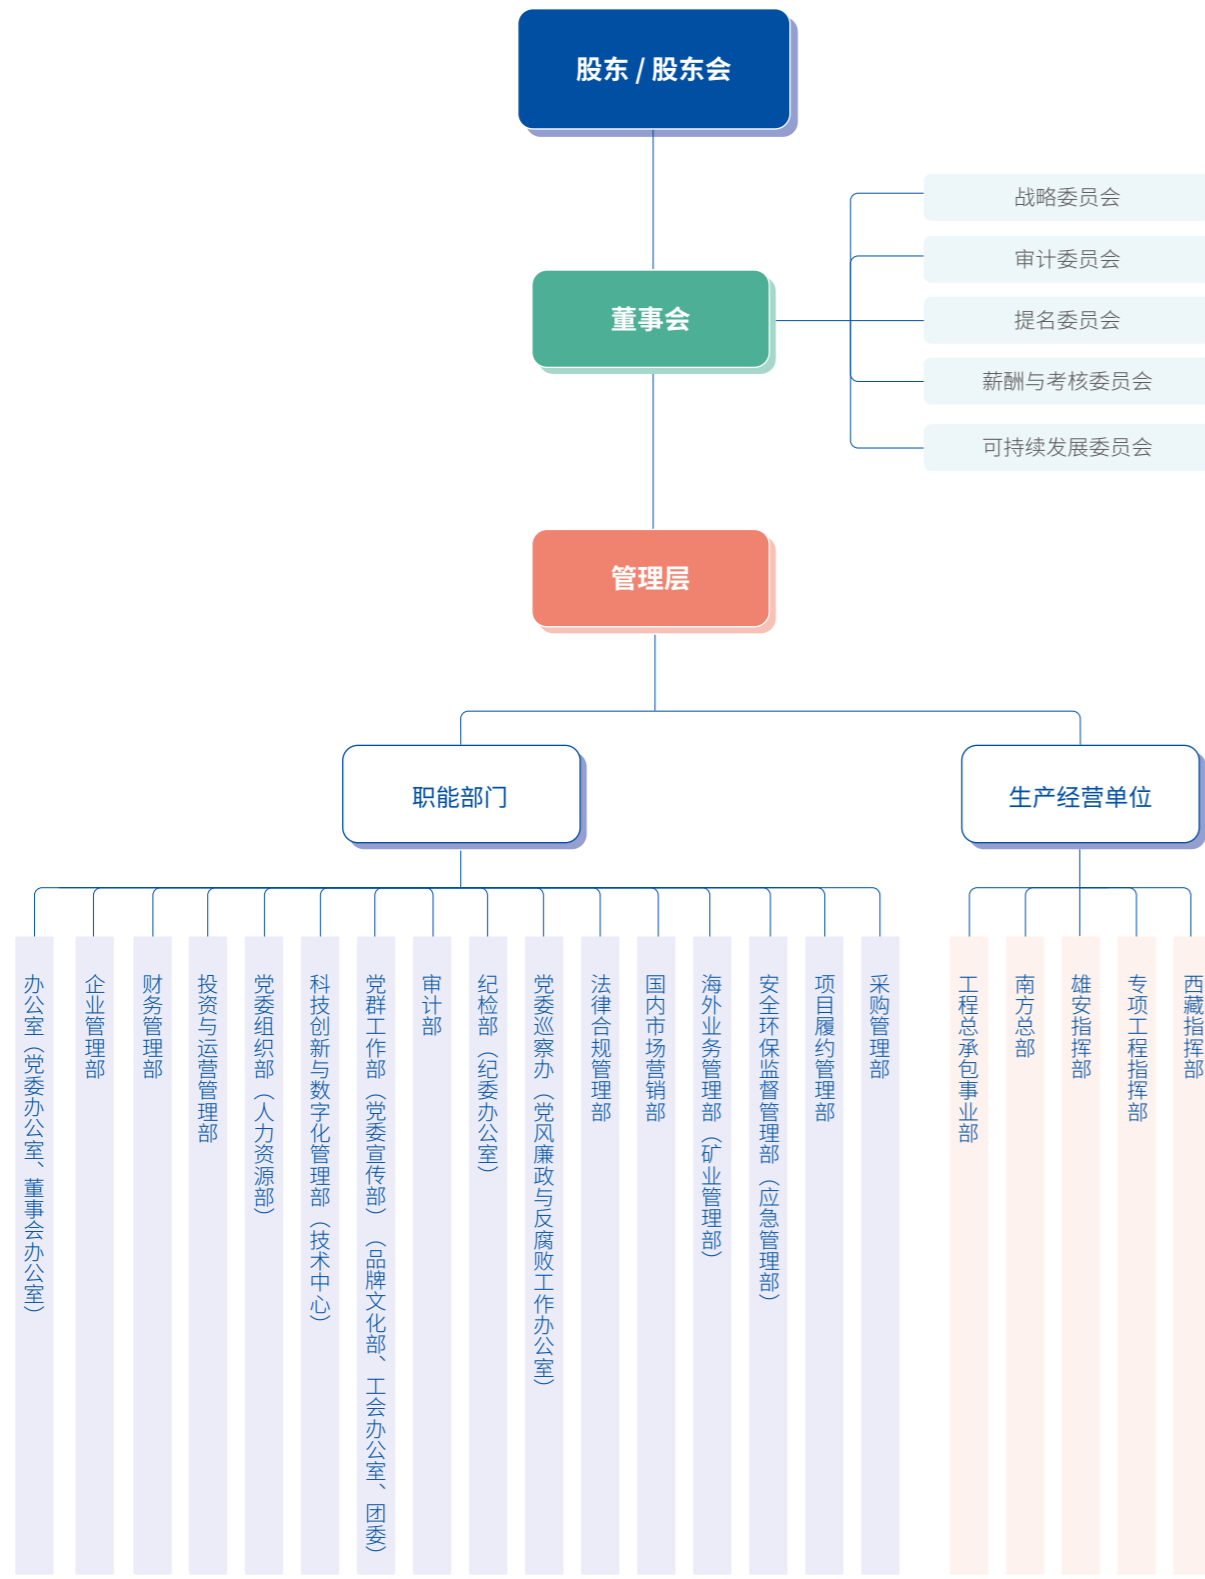 股东 / 股东会
战略委员会
审计委员会
董事会
提名委员会
薪酬与考核委员会
可持续发展委员会
管理层
职能部门
生产经营单位
办公室（党委办公室、董事会办公室）
企业管理部
财务管理部
投资与运营管理部
党委组织部（人力资源部）
科技创新与数字化管理部（技术中心）
党群工作部（党委宣传部）（品牌文化部、工会办公室、团委）
审计部
纪检部（纪委办公室）
党委巡察办（党风廉政与反腐败工作办公室）
法律合规管理部
国内市场营销部
海外业务管理部（矿业管理部）
安全环保监督管理部（应急管理部）
项目履约管理部
采购管理部
工程总承包事业部
南方总部
雄安指挥部
专项工程指挥部
西藏指挥部